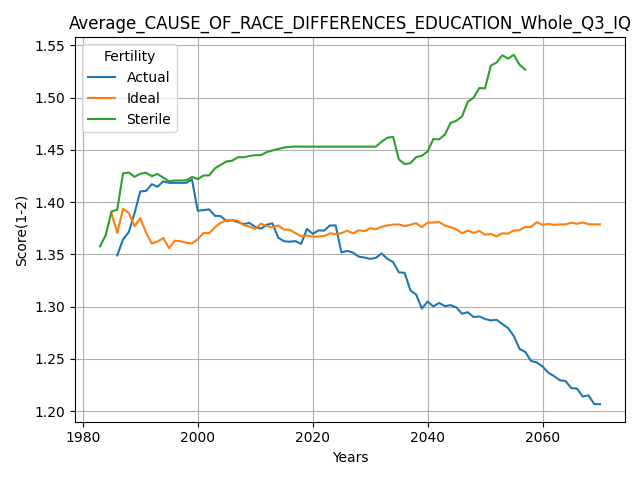 Average_CAUSE_OF_RACE_DIFFERENCES_EDUCATION_Whole_Q3_IQ
Fertility
Actual
Ideal
Sterile
Score(1-2)
1.55
1.50
1.45
1.40
1.35
1.30
1.25
1.20
1980
2000
2020
2040
2060
Years